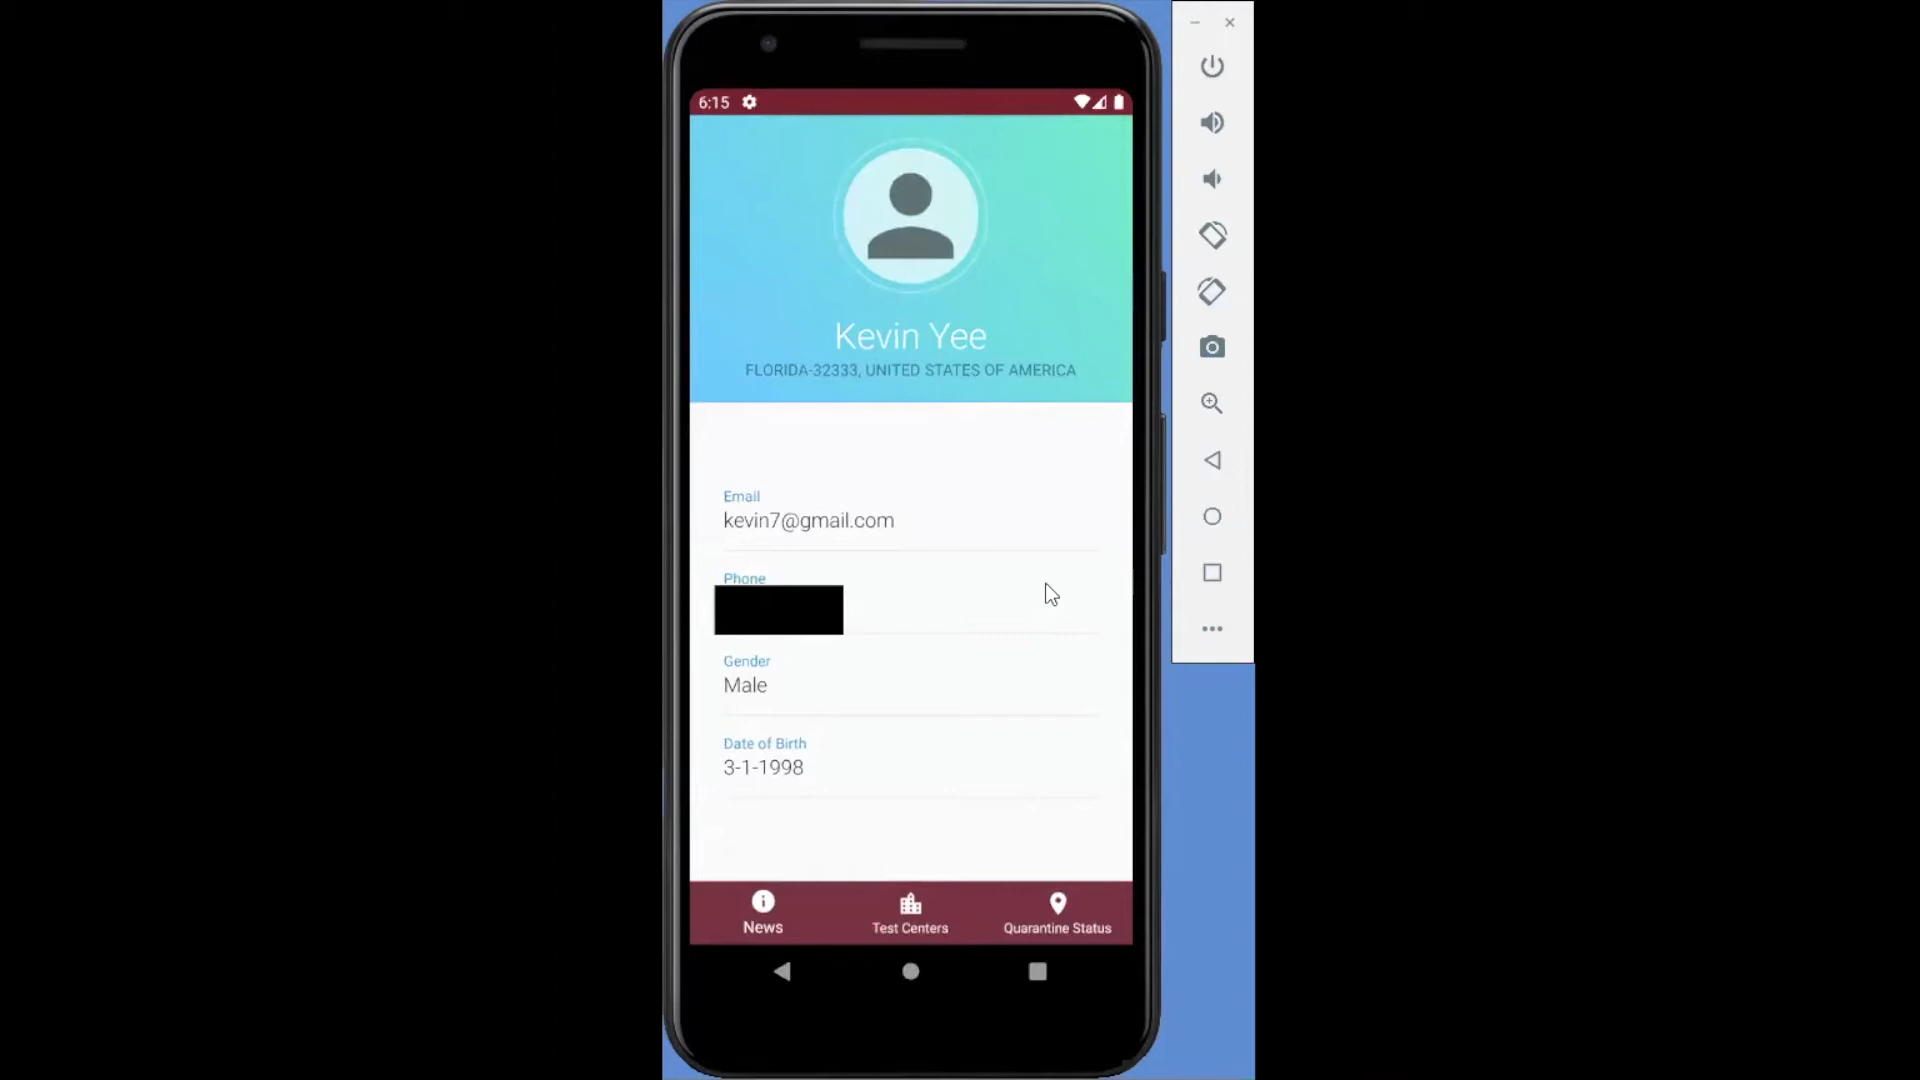 6:15
Kevin Yee
FLORIDA-32333, UNITED STATES OF AMERICA
Email
kevin7@gmail.com
Phone
Gender
Male
Date of Birth
3-1-1998
News
Test Centers
Quarantine Status